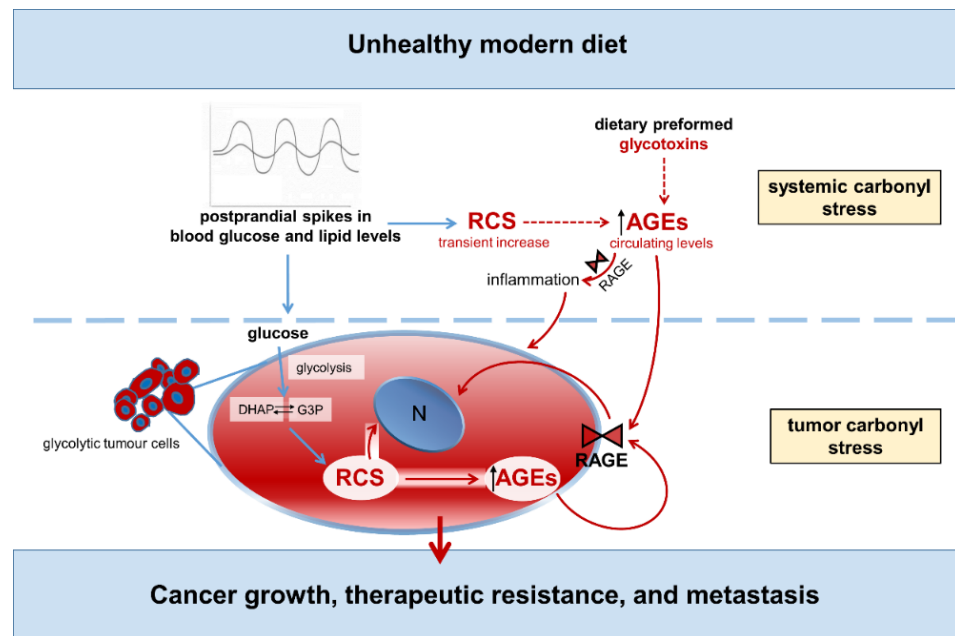 Unhealthy modern diet
dietary preformed
glycotoxins
systemic carbonyl
stress
postprandial spikes in
blood glucose and lipid levels
RCS
transient increase
AGEs
circulating levels
RAGE
inflammation
glucose
glycolysis
DHAP G3P
N
glycolytic tumour cells
RCS
AGEs
RAGE
tumor carbonyl
stress
Cancer growth, therapeutic resistance, and metastasis